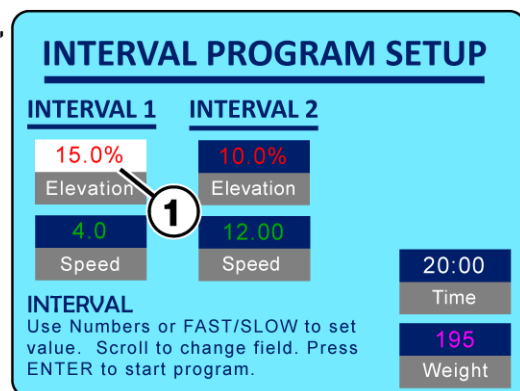 INTERVAL PROGRAM SETUP
INTERVAL 1 INTERVAL 2
15.0% 10.0%
Elevation Elevation
1
4.0 12.00
Speed Speed
20:00
Time
INTERVAL
Use Numbers or FAST/SLOW to set
value. Scroll to change field. Press
ENTER to start program.
195
Weight